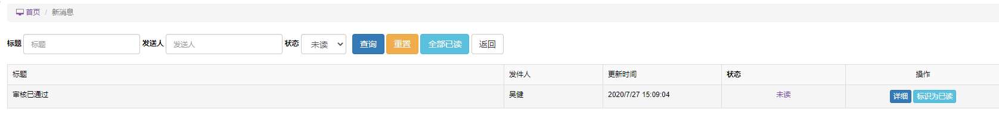 首页 / 新消息
标题 标题 发送人 发送人 状态 未读 查询 重置 全部已读 返回
标题 发件人 更新时间 状态 操作
审核已通过 吴健 2020/7/27 15:09:04 未读 详细 标识为已读